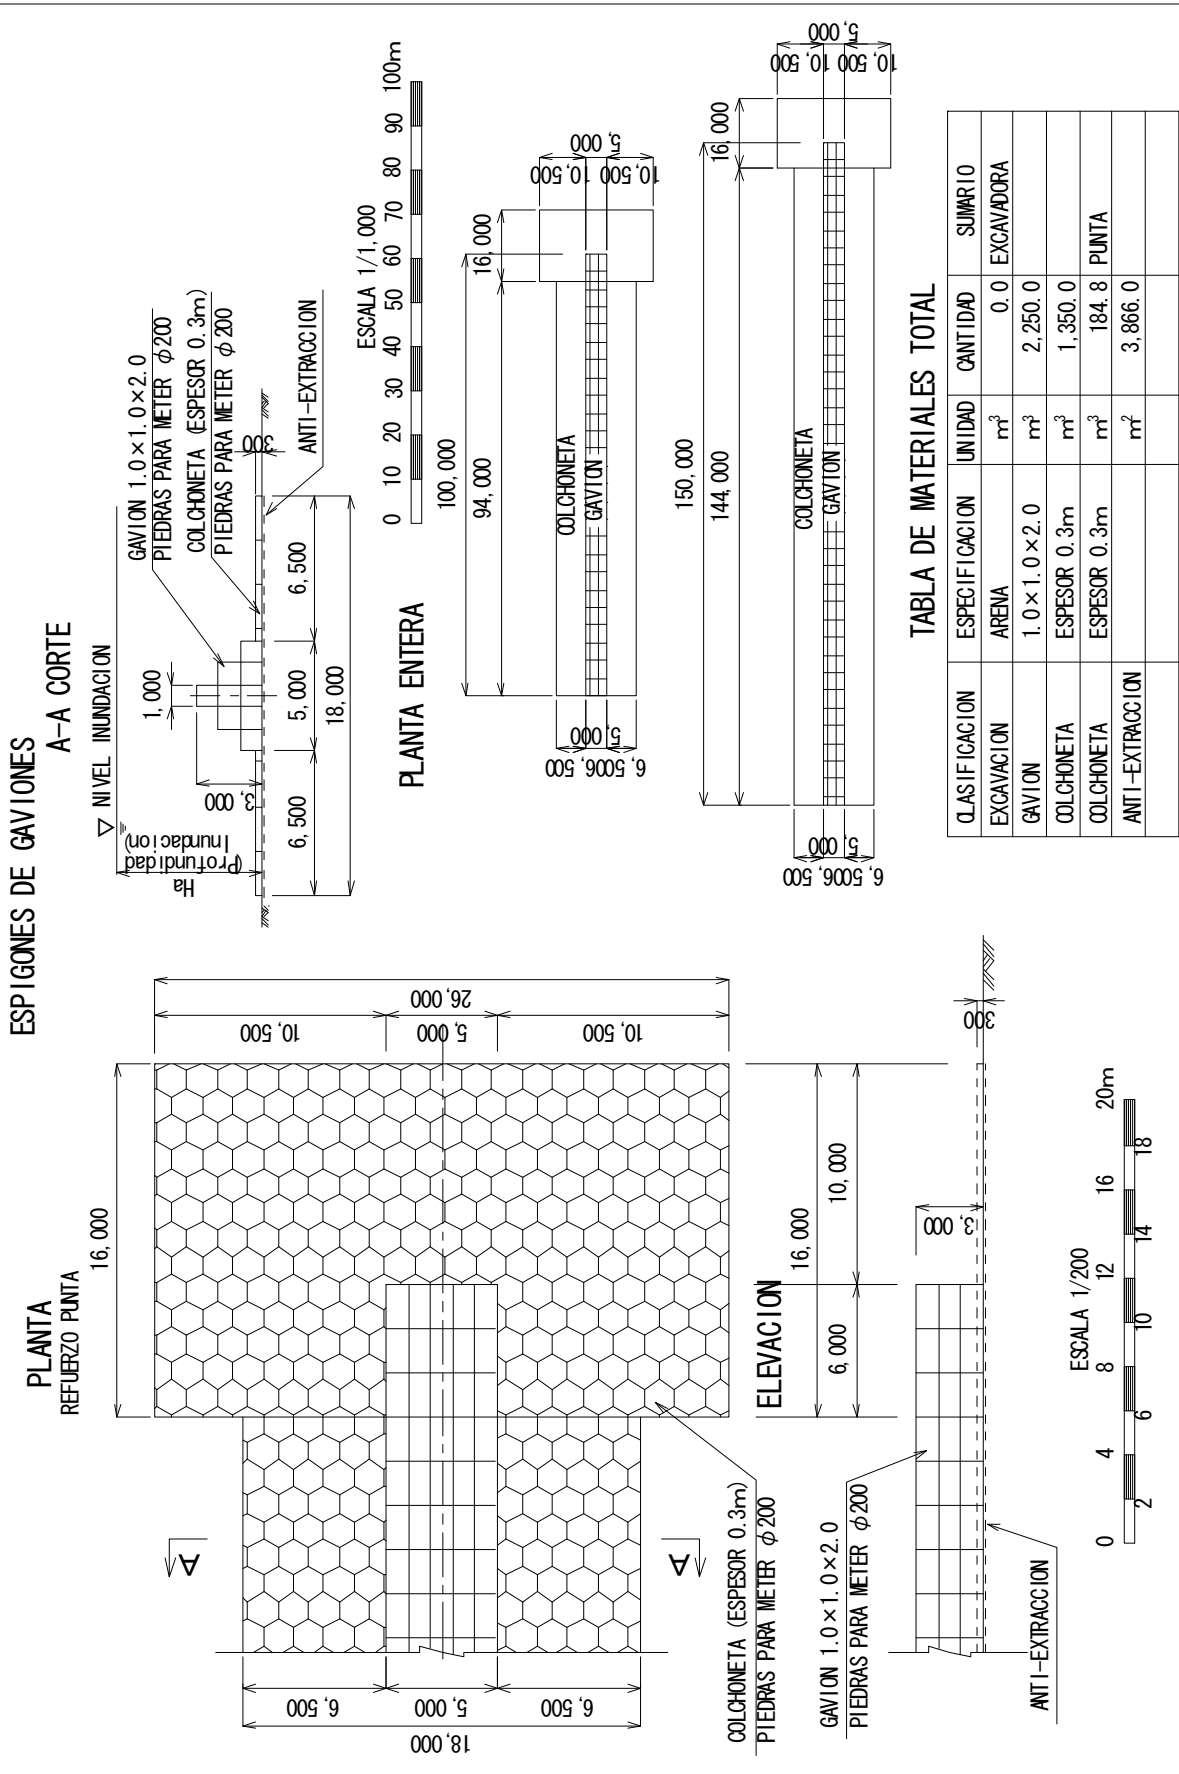 ESPIGONES DE GAVIONES
PLANTA
REFUERZO PUNTA
16,000
10,500
5,000
10,500
26,000
6,500
5,000
6,500
18,000
A
A
COLCHONETA (ESPESOR 0.3m)
PIEDRAS PARA METER φ200
ELEVACION
16,000
6,000
10,000
3,000
300
GAVION 1.0×1.0×2.0
PIEDRAS PARA METER φ200
ANTI-EXTRACCION
ESCALA 1/200
0 2 4 6 8 10 12 14 16 18 20m
A-A CORTE
▽ NIVEL INUNDACION
Ha
(Profundidad
Inundacion)
3,000
1,000
GAVION 1.0×1.0×2.0
PIEDRAS PARA METER φ200
COLCHONETA (ESPESOR 0.3m)
PIEDRAS PARA METER φ200
300
ANTI-EXTRACCION
6,500
5,000
6,500
18,000
PLANTA ENTERA
ESCALA 1/1,000
0 10 20 30 40 50 60 70 80 90 100m
100,000
94,000
16,000
COLCHONETA
GAVION
6,500
5,000
6,500
10,500
5,000
10,500
150,000
144,000
16,000
COLCHONETA
GAVION
6,500
5,000
6,500
10,500
5,000
10,500
TABLA DE MATERIALES TOTAL
CLASIFICACION ESPECIFICACION UNIDAD CANTIDAD SUMARIO
EXCAVACION ARENA m³ 0.0 EXCAVADORA
GAVION 1.0×1.0×2.0 m³ 2,250.0
COLCHONETA ESPESOR 0.3m m³ 1,350.0
COLCHONETA ESPESOR 0.3m m³ 184.8 PUNTA
ANTI-EXTRACCION m² 3,866.0